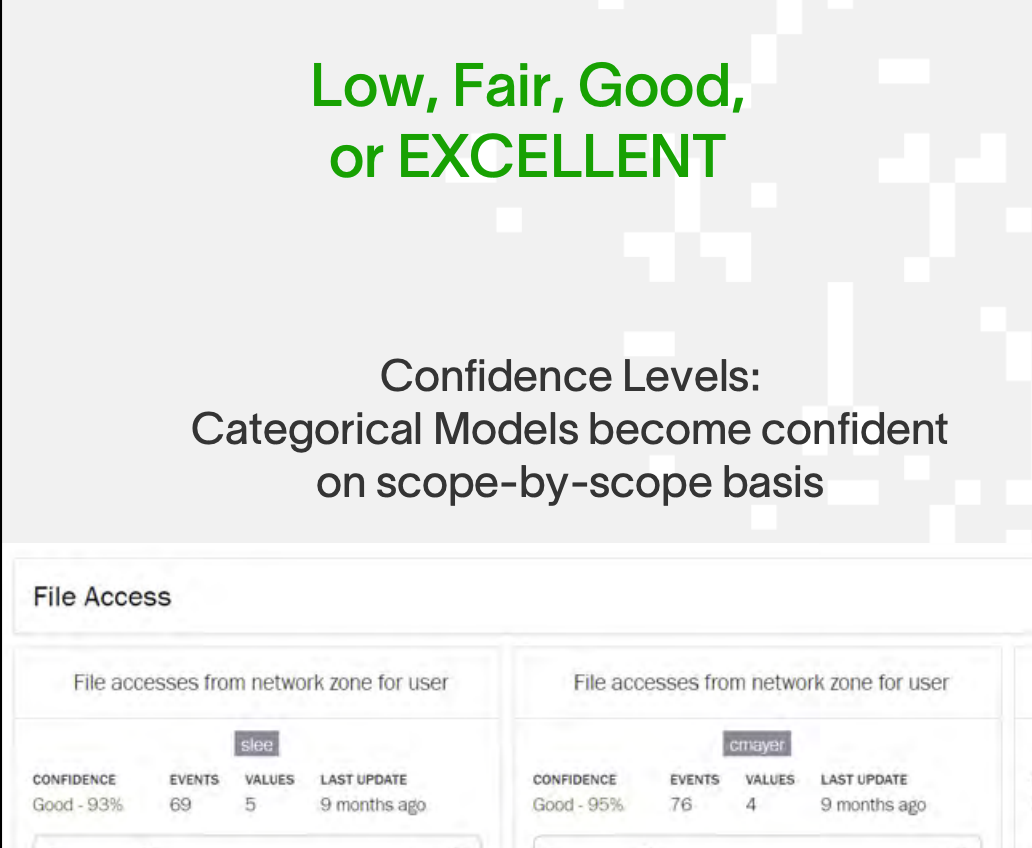 Low, Fair, Good,
or EXCELLENT
Confidence Levels:
Categorical Models become confident
on scope-by-scope basis
File Access
File accesses from network zone for user
slee
CONFIDENCE EVENTS VALUES LAST UPDATE
Good - 93% 69 5 9 months ago
File accesses from network zone for user
cmayer
CONFIDENCE EVENTS VALUES LAST UPDATE
Good - 95% 76 4 9 months ago